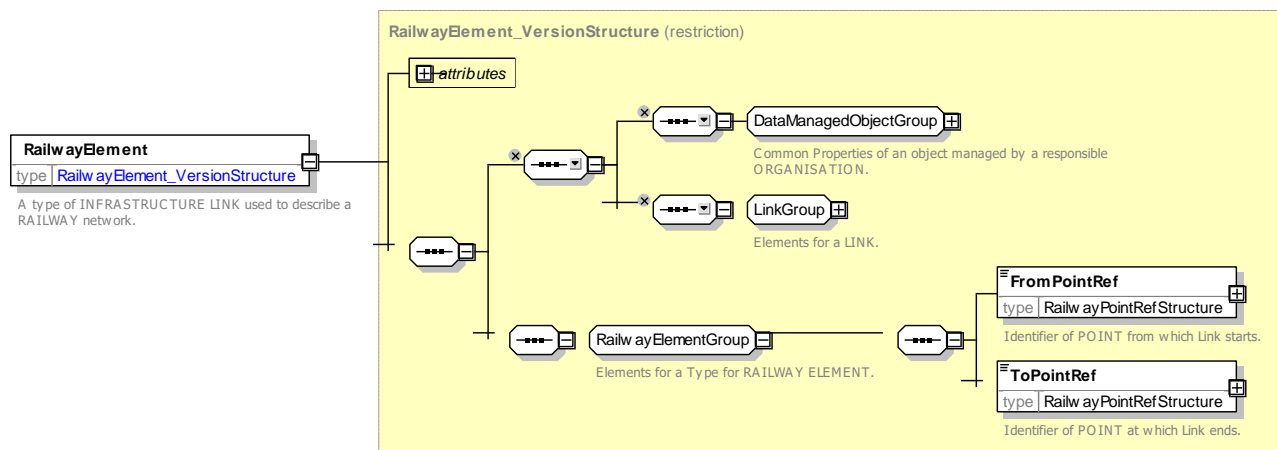 RailwayElement_VersionStructure (restriction)
attributes
DataManagedObjectGroup
Common Properties of an object managed by a responsible
ORGANISATION.
RailwayElement
type RailwayElement_VersionStructure
A type of INFRASTRUCTURE LINK used to describe a
RAILWAY network.
LinkGroup
Elements for a LINK.
FromPointRef
type RailwayPointRefStructure
Identifier of POINT from which Link starts.
RailwayElementGroup
Elements for a Type for RAILWAY ELEMENT.
ToPointRef
type RailwayPointRefStructure
Identifier of POINT at which Link ends.